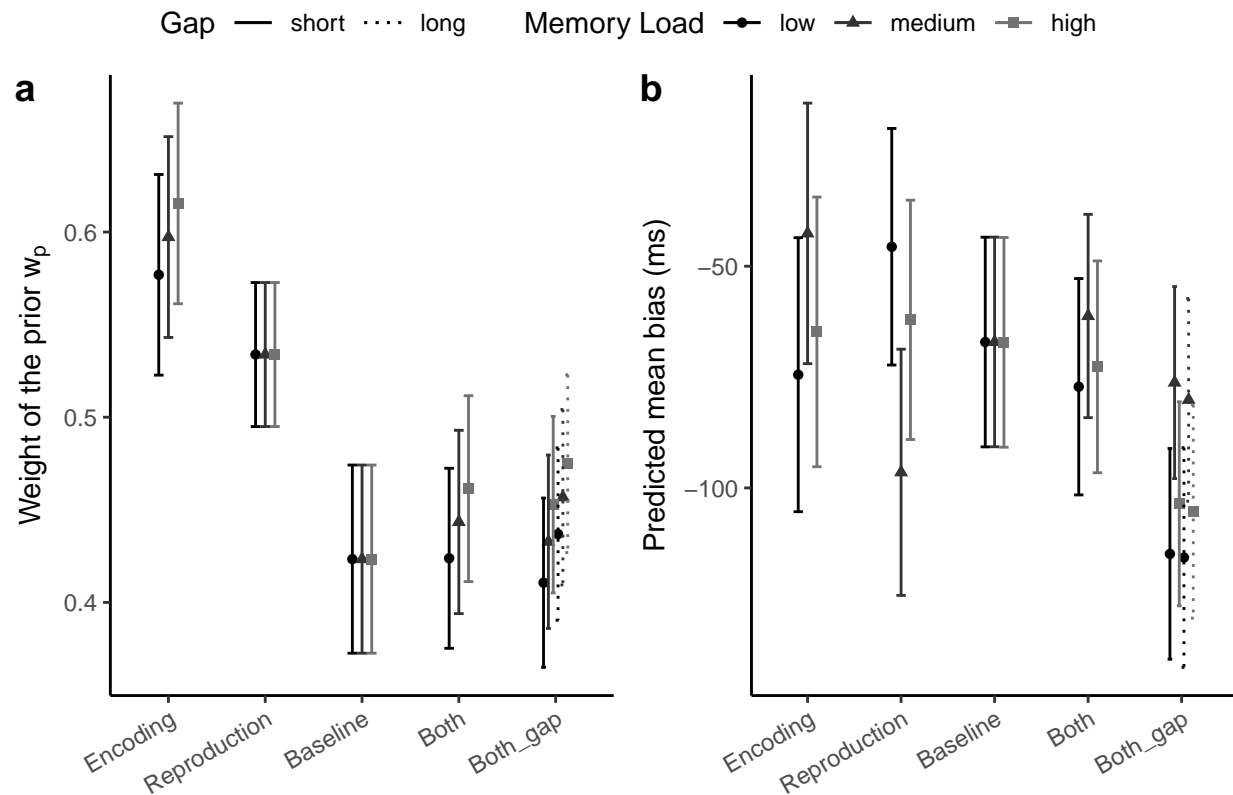 Gap short long Memory Load low medium high
a
Weight of the prior wp
0.6
0.5
0.4
Encoding
Reproduction
Baseline
Both
Both_gap
b
Predicted mean bias (ms)
−50
−100
Encoding
Reproduction
Baseline
Both
Both_gap